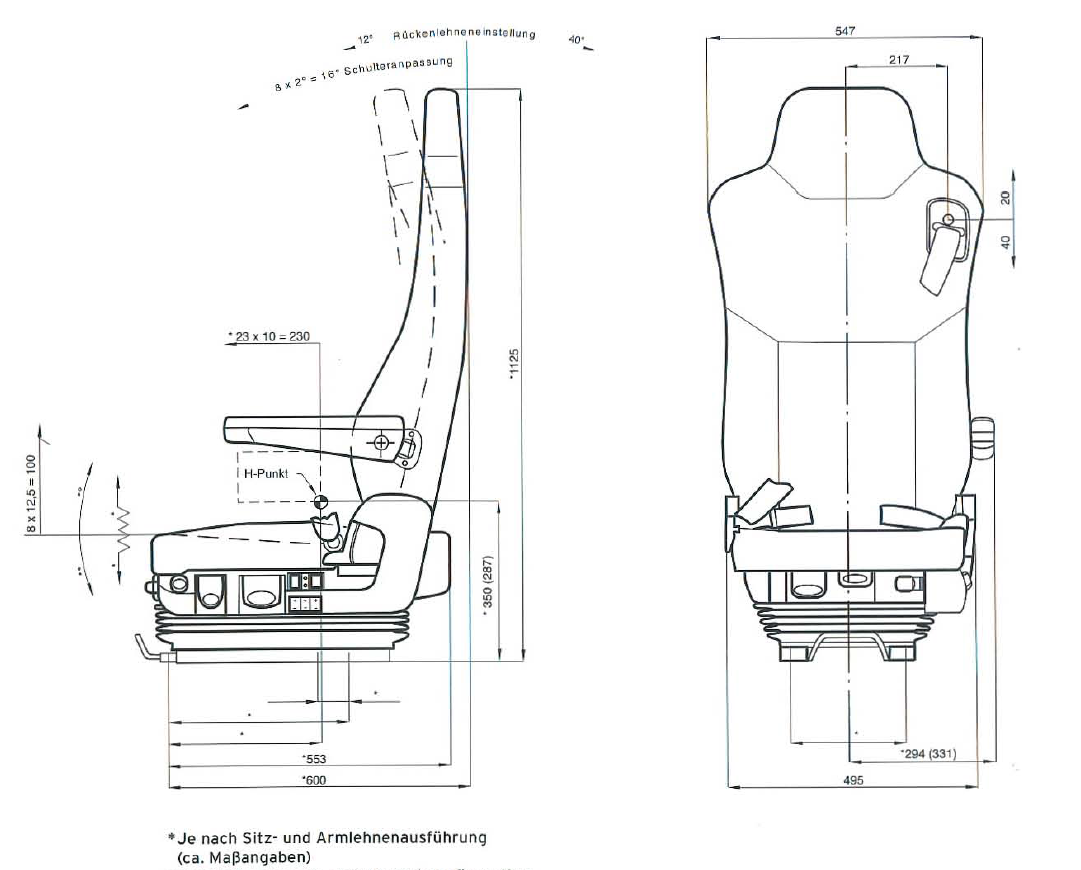 12° Rückenlehneneinstellung 40°
8 x 2° = 16° Schulteranpassung
547
217
20
40
*23 x 10 = 230
*1125
8 x 12,5 = 100
H-Punkt
*350 (287)
*
*
*
*
*
*553
*294 (331)
*600
495
*Je nach Sitz- und Armlehnenausführung
(ca. Maßangaben)